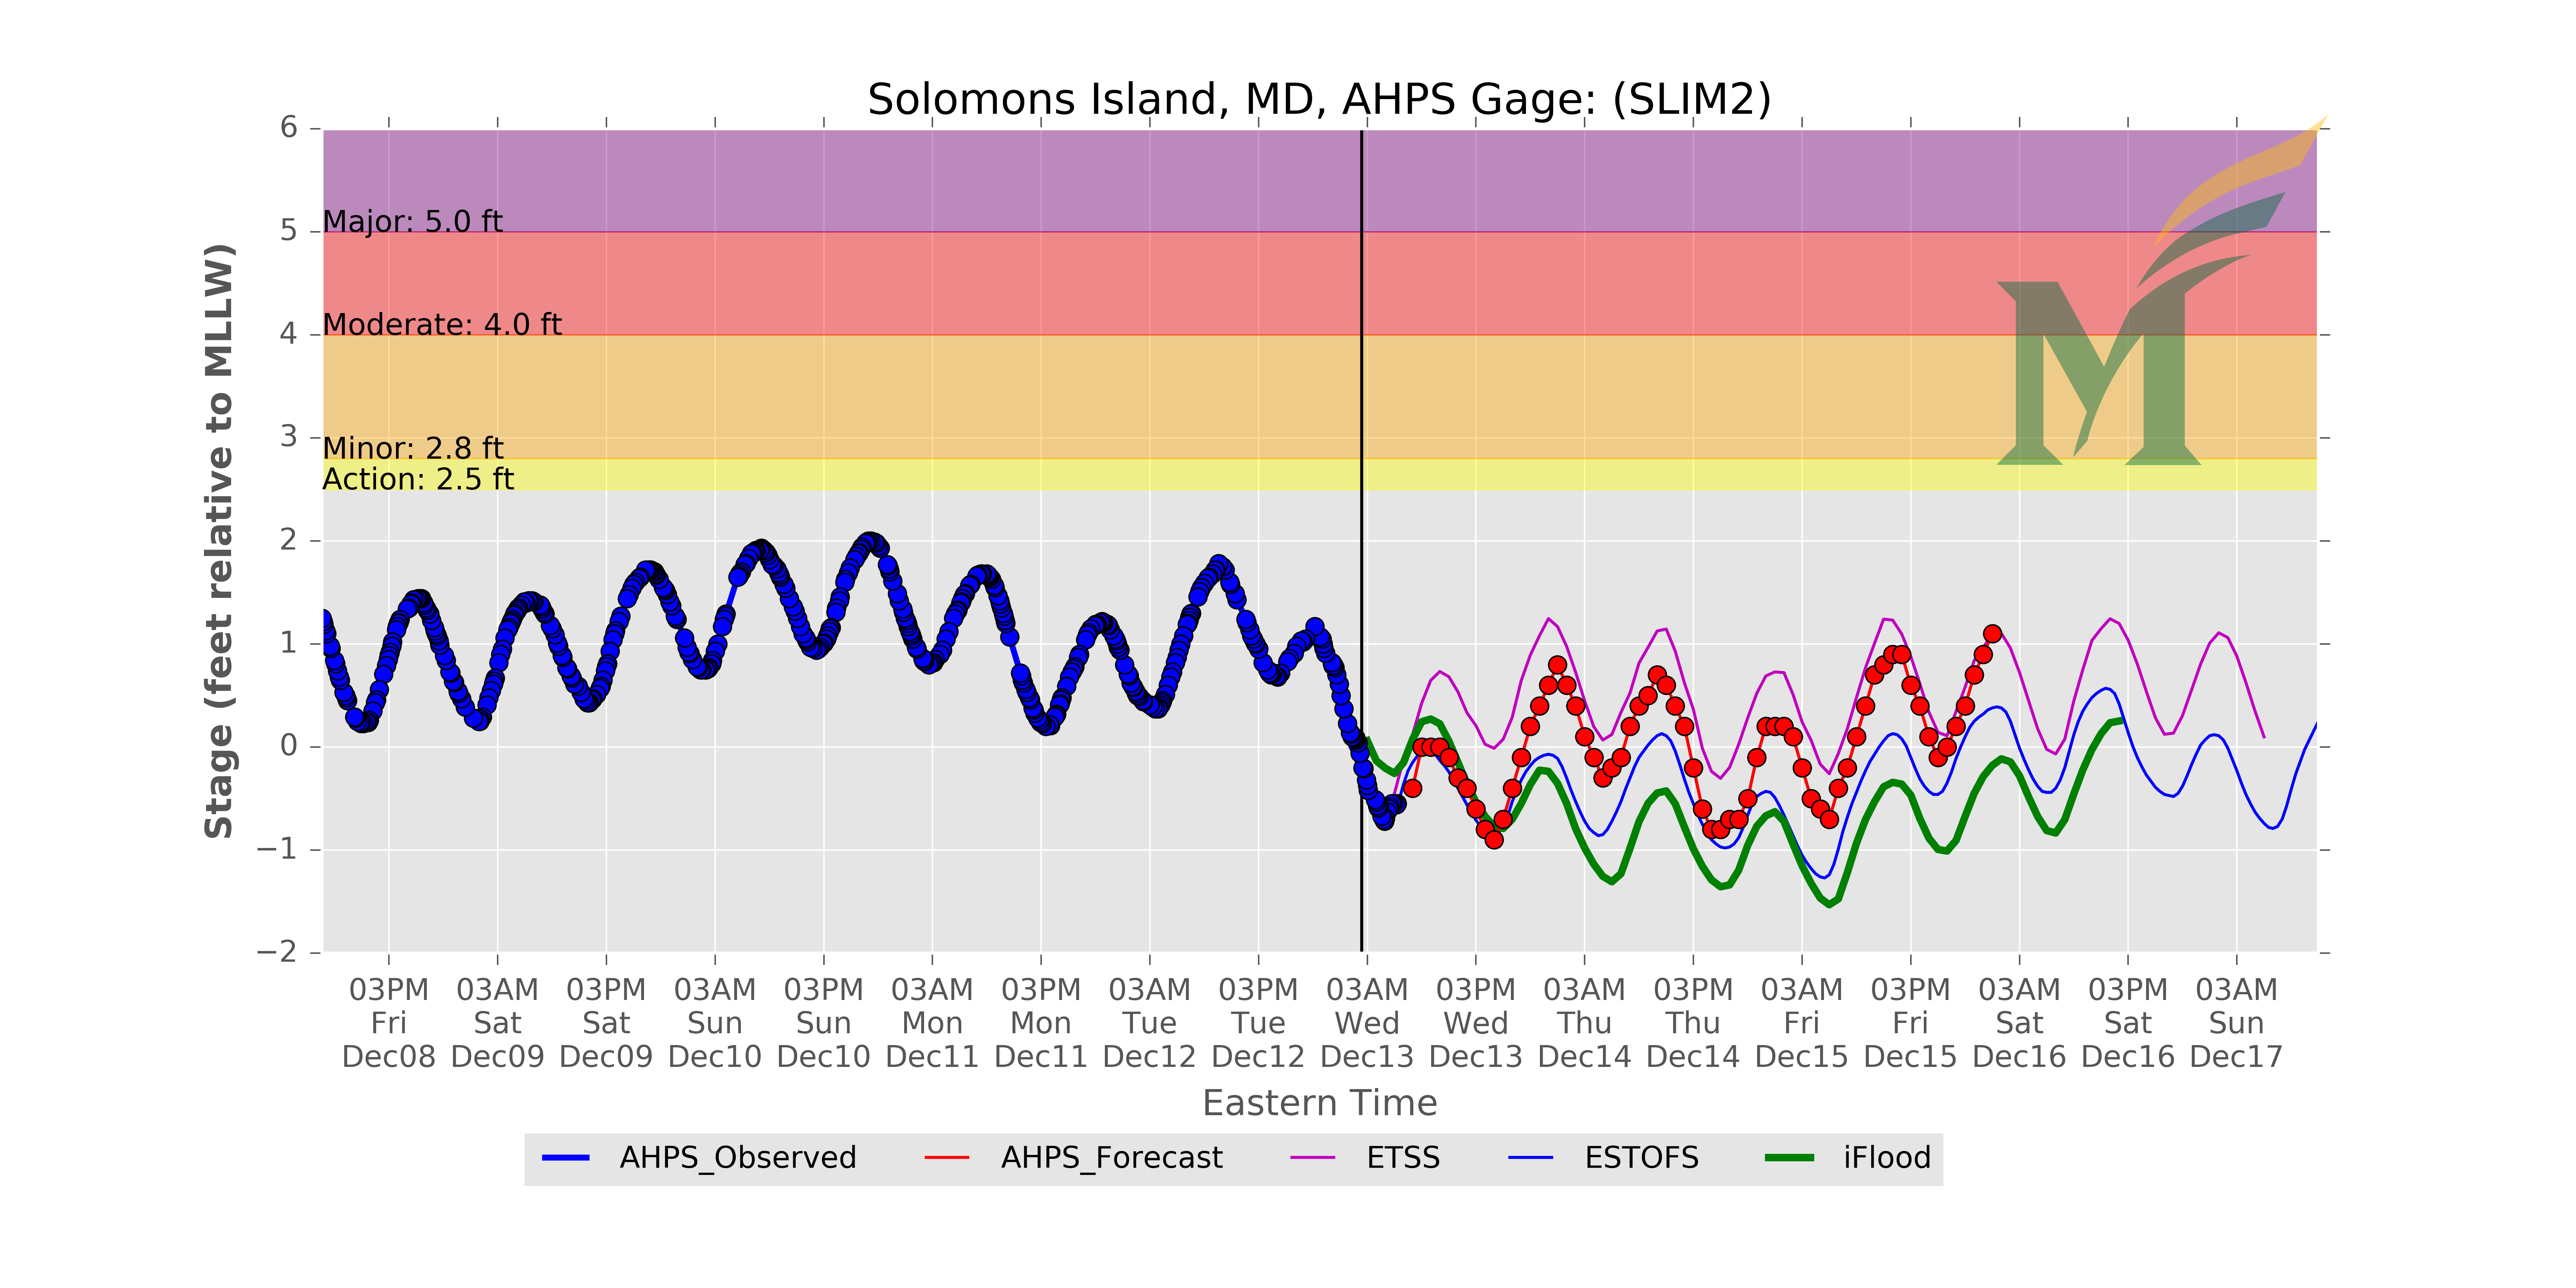 Solomons Island, MD, AHPS Gage: (SLIM2)
Stage (feet relative to MLLW)
6
5
4
3
2
1
0
−1
−2
Major: 5.0 ft
Moderate: 4.0 ft
Minor: 2.8 ft
Action: 2.5 ft
M
03PM 03AM 03PM 03AM 03PM 03AM 03PM 03AM 03PM 03AM 03PM 03AM 03PM 03AM 03PM 03AM 03PM 03AM
Fri Sat Sat Sun Sun Mon Mon Tue Tue Wed Wed Thu Thu Fri Fri Sat Sat Sun
Dec08 Dec09 Dec09 Dec10 Dec10 Dec11 Dec11 Dec12 Dec12 Dec13 Dec13 Dec14 Dec14 Dec15 Dec15 Dec16 Dec16 Dec17
Eastern Time
AHPS_Observed AHPS_Forecast ETSS ESTOFS iFlood